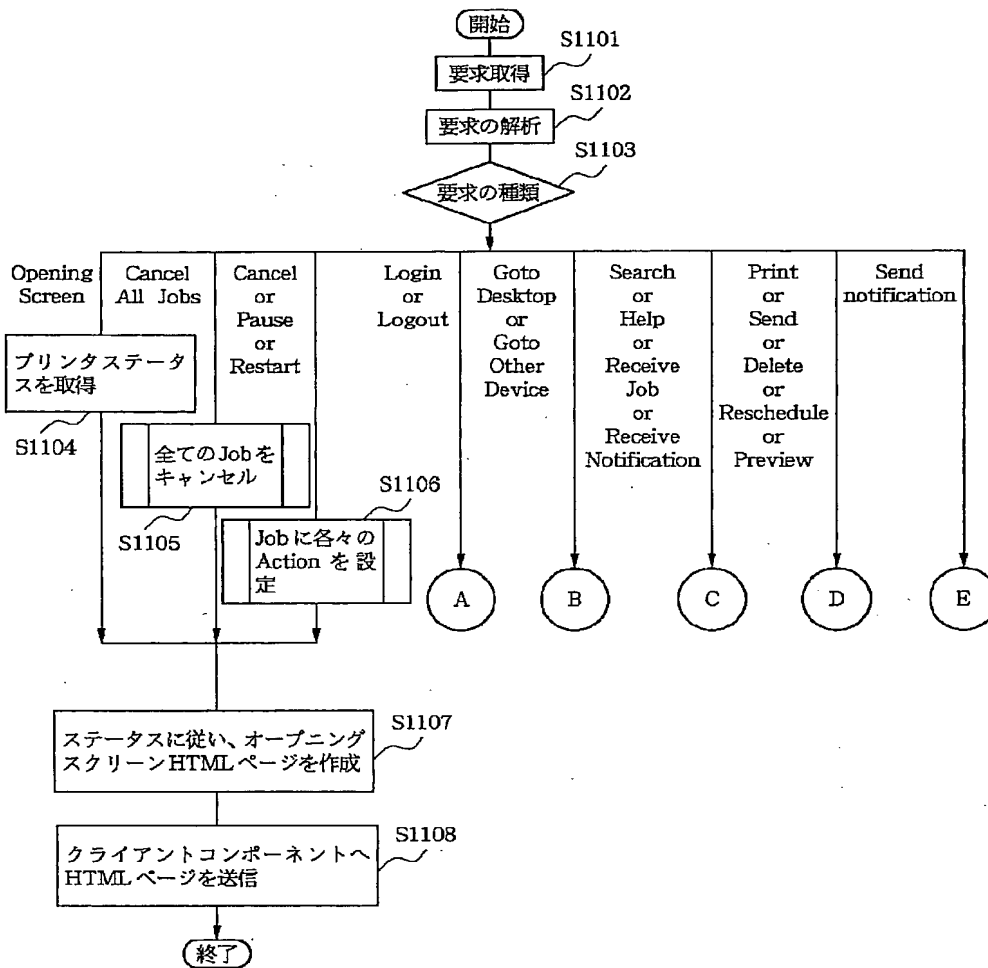 開始
S1101
要求取得
S1102
要求の解析
S1103
要求の種類
Opening
Screen
Cancel
All Jobs
Cancel
or
Pause
or
Restart
Login
or
Logout
Goto
Desktop
or
Goto
Other
Device
Search
or
Help
or
Receive
Job
or
Receive
Notification
Print
or
Send
or
Delete
or
Reschedule
or
Preview
Send
notification
プリンタステータ
スを取得
S1104
全てのJobを
キャンセル
S1105
S1106
Jobに各々の
Actionを設
定
A
B
C
D
E
S1107
ステータスに従い、オープニング
スクリーンHTMLページを作成
S1108
クライアントコンポーネントへ
HTMLページを送信
終了